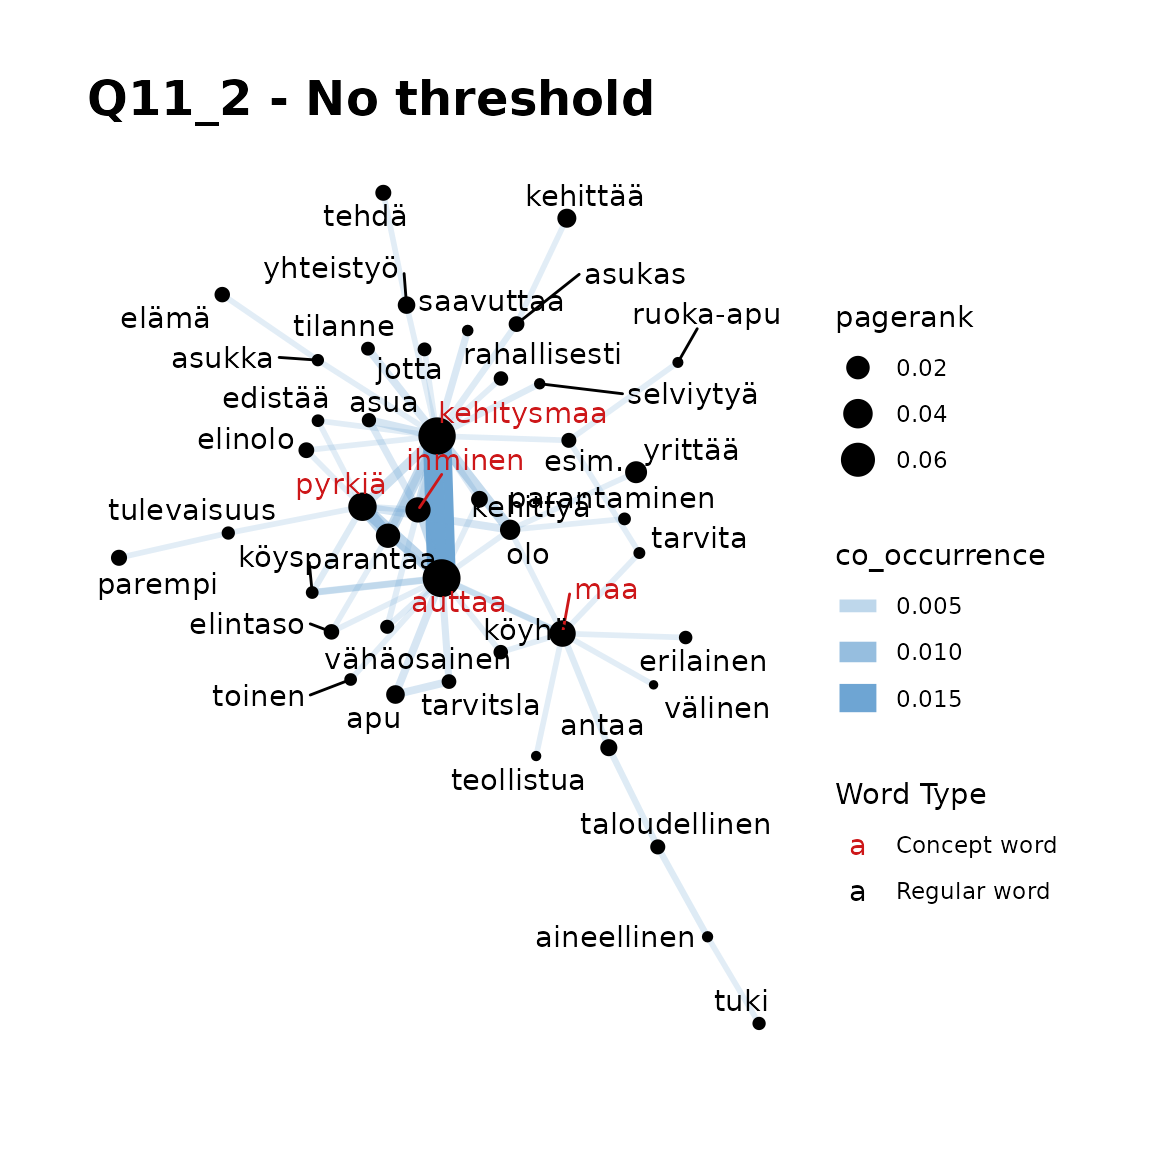 Q11_2 - No threshold
kehittää
tehdä
yhteistyö
asukas
saavuttaa
ruoka-apu
elämä
tilanne
asukka
rahallisesti
jotta
selviytyä
edistää
asua
kehitysmaa
elinolo
yrittää
ihminen
esim.
pyrkiä
parantaminen
kehittyä
tulevaisuus
tarvita
olo
köys
parantaa
parempi
maa
auttaa
elintaso
köyhä
vähäosainen
erilainen
toinen
tarvitsla
välinen
apu
antaa
teollistua
taloudellinen
aineellinen
tuki
pagerank
0.02
0.04
0.06
co_occurrence
0.005
0.010
0.015
Word Type
a Concept word
a Regular word